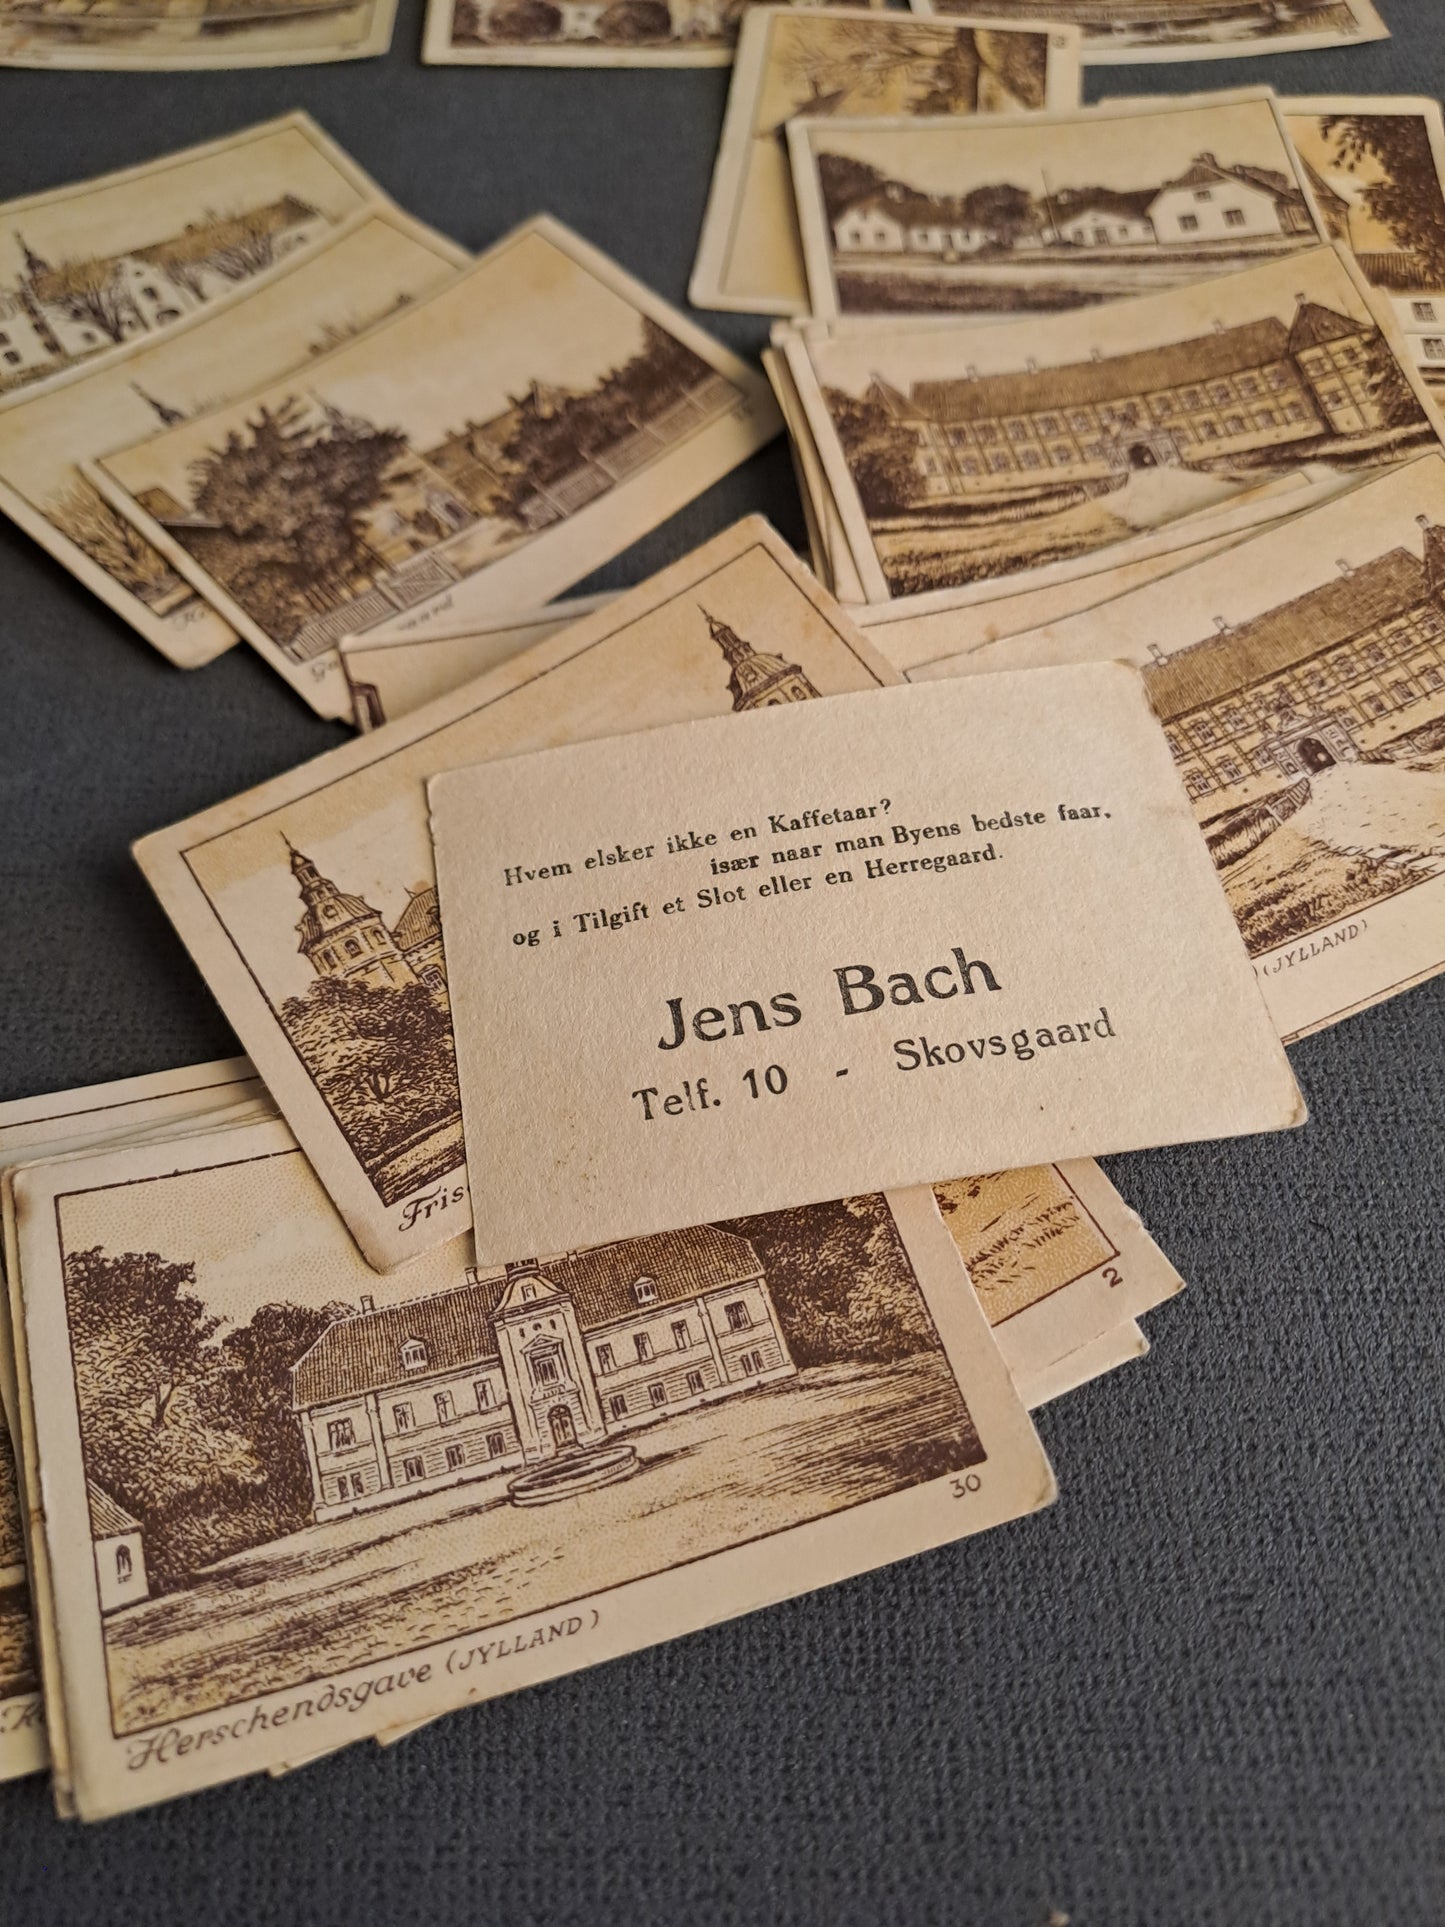 Hvem elsker ikke en Kaffetaar?
især naar man Byens bedste faar,
og i Tilgift et Slot eller en Herregaard.
Jens Bach
Telf. 10 - Skovsgaard
(JYLLAND)
2
30
Herschendsgave (JYLLAND)